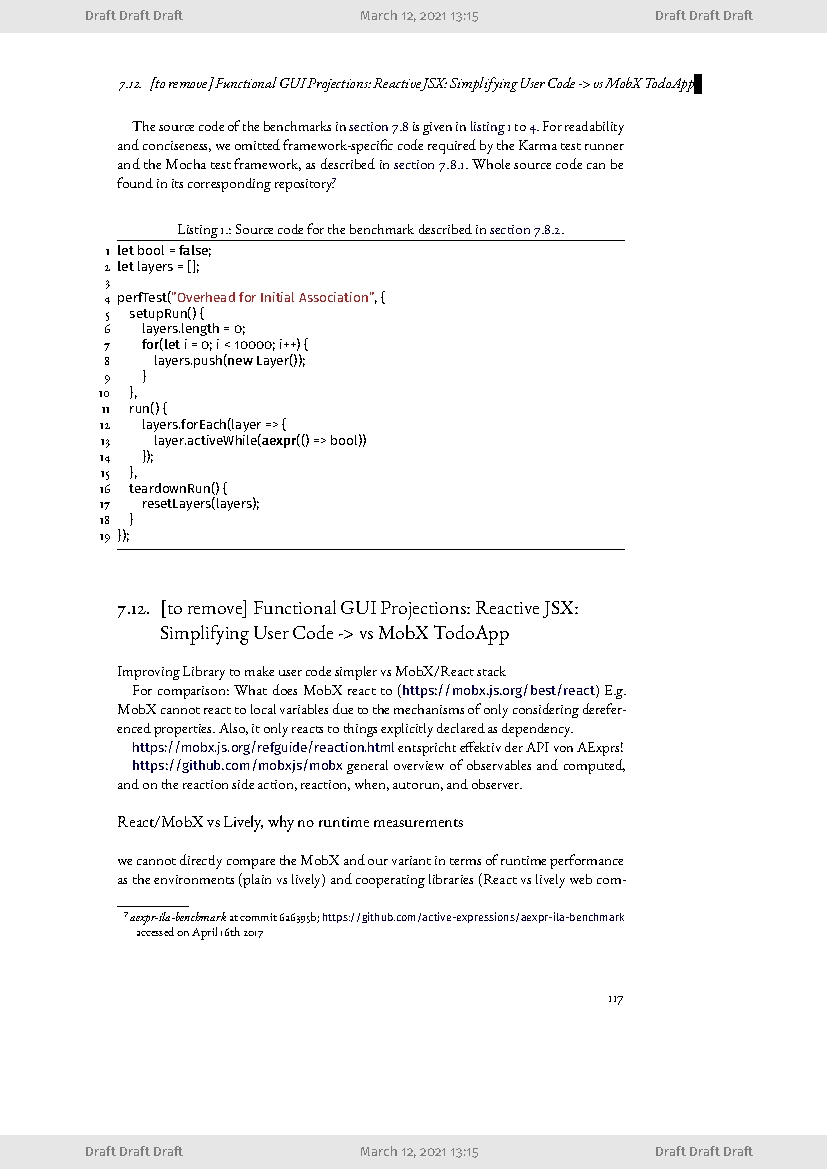 Draft Draft Draft March 12, 2021 13:15 Draft Draft Draft
7.12. [to remove] Functional GUI Projections: Reactive JSX: Simplifying User Code -> vs MobX TodoApp
The source code of the benchmarks in section 7.8 is given in listing 1 to 4. For readability
and conciseness, we omitted framework-specific code required by the Karma test runner
and the Mocha test framework, as described in section 7.8.1. Whole source code can be
found in its corresponding repository⁷
Listing 1.: Source code for the benchmark described in section 7.8.2.
1 let bool = false;
2 let layers = [];
3
4 perfTest("Overhead for Initial Association", {
5 setupRun() {
6 layers.length = 0;
7 for(let i = 0; i < 10000; i++) {
8 layers.push(new Layer());
9 }
10 },
11 run() {
12 layers.forEach(layer => {
13 layer.activeWhile(aexpr(() => bool))
14 });
15 },
16 teardownRun() {
17 resetLayers(layers);
18 }
19 });
7.12. [to remove] Functional GUI Projections: Reactive JSX:
Simplifying User Code -> vs MobX TodoApp
Improving Library to make user code simpler vs MobX/React stack
For comparison: What does MobX react to (https://mobx.js.org/best/react) E.g.
MobX cannot react to local variables due to the mechanisms of only considering derefer-
enced properties. Also, it only reacts to things explicitly declared as dependency.
https://mobx.js.org/refguide/reaction.html entspricht effektiv der API von AExprs!
https://github.com/mobxjs/mobx general overview of observables and computed,
and on the reaction side action, reaction, when, autorun, and observer.
React/MobX vs Lively, why no runtime measurements
we cannot directly compare the MobX and our variant in terms of runtime performance
as the environments (plain vs lively) and cooperating libraries (React vs lively web com-
⁷ aexpr-ila-benchmark at commit 6a6395b; https://github.com/active-expressions/aexpr-ila-benchmark
accessed on April 16th 2017
117
Draft Draft Draft March 12, 2021 13:15 Draft Draft Draft